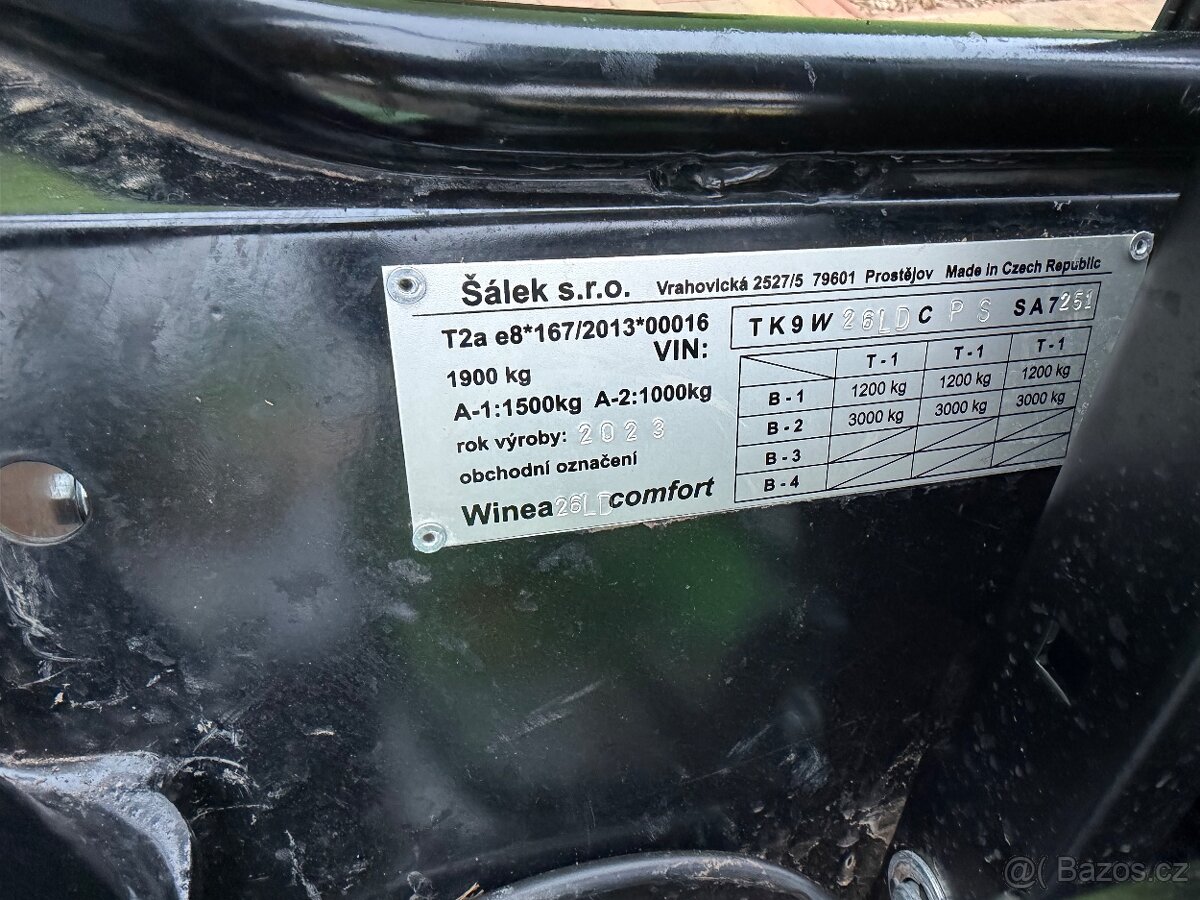 Šálek s.r.o. Vrahovická 2527/5 79601 Prostějov Made in Czech Republic
T2a e8*167/2013*00016
VIN: TK9W26LDCPSSA7251
1900 kg
A-1:1500kg A-2:1000kg
rok výroby: 2023
obchodní označení
Winea26LDcomfort
T-1 T-1 T-1
B-1 1200 kg 1200 kg 1200 kg
B-2 3000 kg 3000 kg 3000 kg
B-3
B-4
@( Bazos.cz